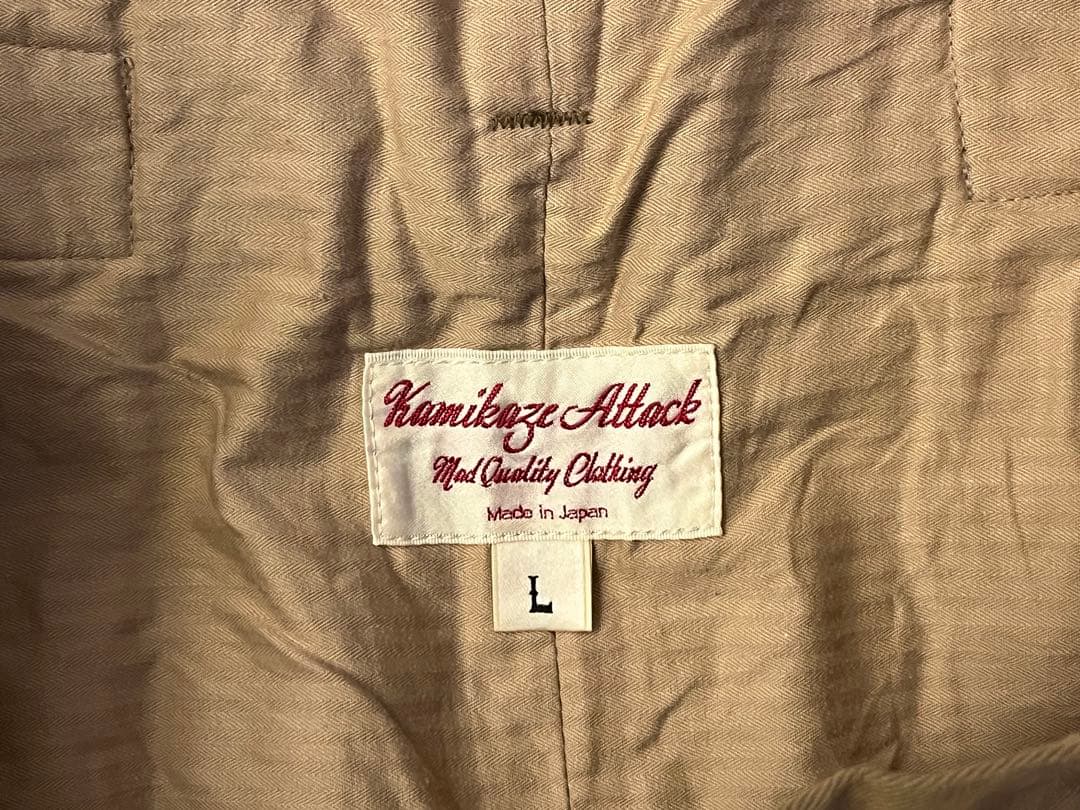 Kamikaze Attack
Mad Quality Clothing
Made in Japan
L